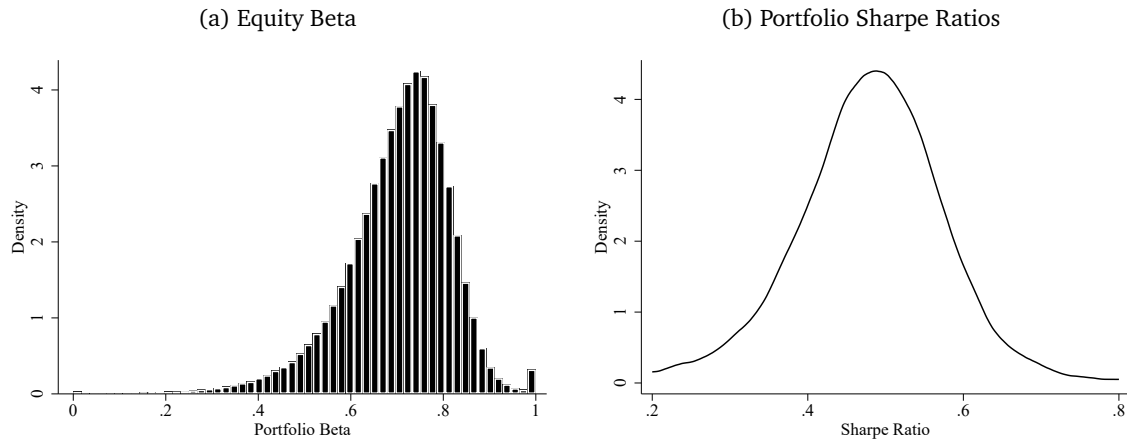 (a) Equity Beta
Density
4
3
2
1
0
0 .2 .4 .6 .8 1
Portfolio Beta
(b) Portfolio Sharpe Ratios
Density
4
3
2
1
0
.2 .4 .6 .8
Sharpe Ratio